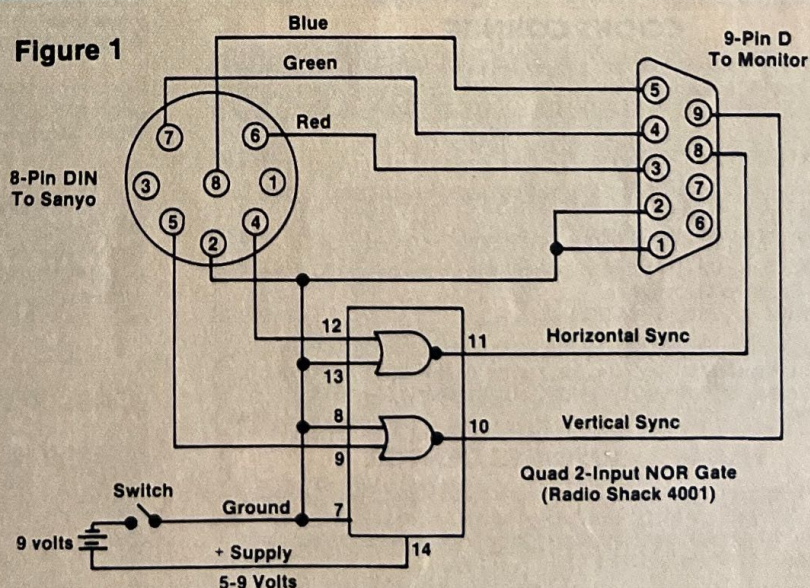 Figure 1
Blue
9-Pin D
To Monitor
Green
Red
8-Pin DIN
To Sanyo
7
6
3
8
1
5
4
2
5
9
4
8
3
7
2
6
1
12
11
Horizontal Sync
13
8
10
Vertical Sync
9
Quad 2-Input NOR Gate
(Radio Shack 4001)
Switch
Ground
7
9 volts
+ Supply
14
5-9 Volts